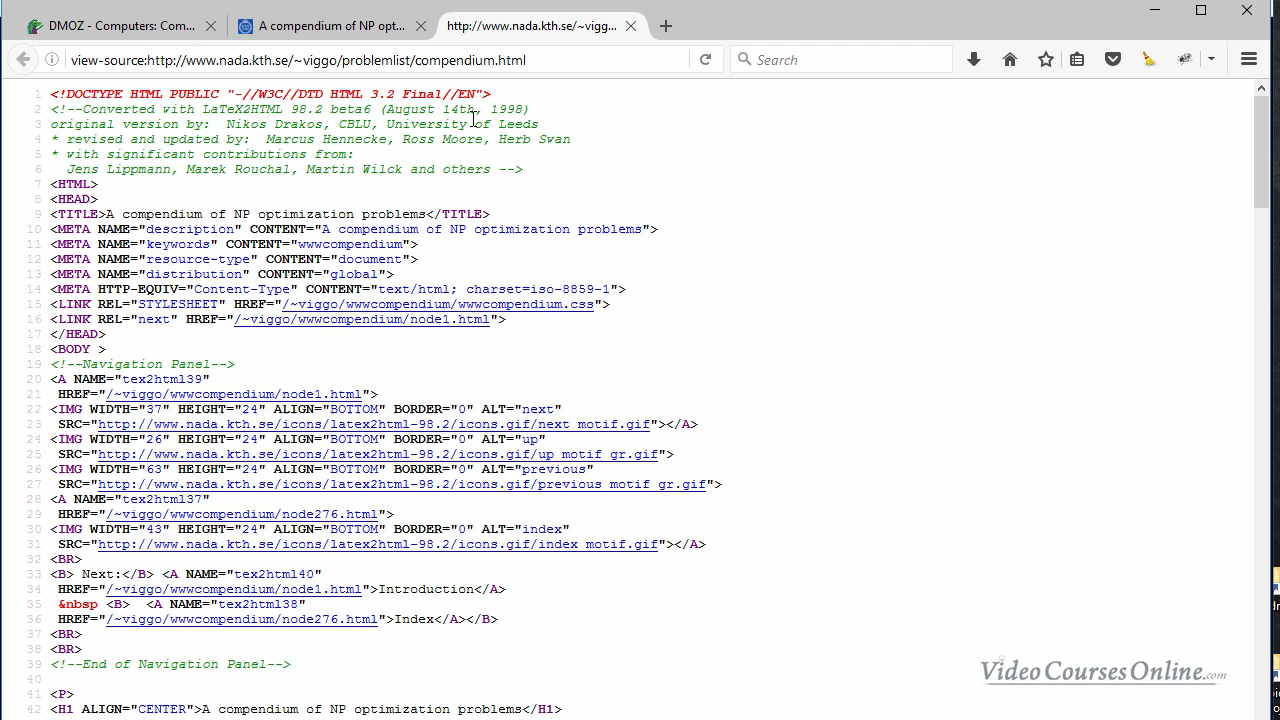 DMOZ - Computers: Com...
A compendium of NP opt...
http://www.nada.kth.se/~vigg...
view-source:http://www.nada.kth.se/~viggo/problemlist/compendium.html
Search
1 <!DOCTYPE HTML PUBLIC "-//W3C//DTD HTML 3.2 Final//EN">
2 <!--Converted with LaTeX2HTML 98.2 beta6 (August 14th, 1998)
3 original version by:  Nikos Drakos, CBLU, University of Leeds
4 * revised and updated by:  Marcus Hennecke, Ross Moore, Herb Swan
5 * with significant contributions from:
6   Jens Lippmann, Marek Rouchal, Martin Wilck and others -->
7 <HTML>
8 <HEAD>
9 <TITLE>A compendium of NP optimization problems</TITLE>
10 <META NAME="description" CONTENT="A compendium of NP optimization problems">
11 <META NAME="keywords" CONTENT="wwwcompendium">
12 <META NAME="resource-type" CONTENT="document">
13 <META NAME="distribution" CONTENT="global">
14 <META HTTP-EQUIV="Content-Type" CONTENT="text/html; charset=iso-8859-1">
15 <LINK REL="STYLESHEET" HREF="/~viggo/wwwcompendium/wwwcompendium.css">
16 <LINK REL="next" HREF="/~viggo/wwwcompendium/node1.html">
17 </HEAD>
18 <BODY >
19 <!--Navigation Panel-->
20 <A NAME="tex2html39"
21  HREF="/~viggo/wwwcompendium/node1.html">
22 <IMG WIDTH="37" HEIGHT="24" ALIGN="BOTTOM" BORDER="0" ALT="next"
23  SRC="http://www.nada.kth.se/icons/latex2html-98.2/icons.gif/next_motif.gif"></A>
24 <IMG WIDTH="26" HEIGHT="24" ALIGN="BOTTOM" BORDER="0" ALT="up"
25  SRC="http://www.nada.kth.se/icons/latex2html-98.2/icons.gif/up_motif_gr.gif">
26 <IMG WIDTH="63" HEIGHT="24" ALIGN="BOTTOM" BORDER="0" ALT="previous"
27  SRC="http://www.nada.kth.se/icons/latex2html-98.2/icons.gif/previous_motif_gr.gif">
28 <A NAME="tex2html37"
29  HREF="/~viggo/wwwcompendium/node276.html">
30 <IMG WIDTH="43" HEIGHT="24" ALIGN="BOTTOM" BORDER="0" ALT="index"
31  SRC="http://www.nada.kth.se/icons/latex2html-98.2/icons.gif/index_motif.gif"></A>
32 <BR>
33 <B> Next:</B> <A NAME="tex2html40"
34  HREF="/~viggo/wwwcompendium/node1.html">Introduction</A>
35  &nbsp <B>  <A NAME="tex2html38"
36  HREF="/~viggo/wwwcompendium/node276.html">Index</A></B>
37 <BR>
38 <BR>
39 <!--End of Navigation Panel-->
40
41 <P>
42 <H1 ALIGN="CENTER">A compendium of NP optimization problems</H1>
VideoCoursesOnline.com